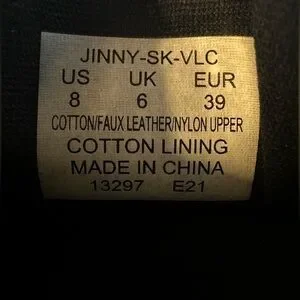 JINNY-SK-VLC
US UK EUR
8 6 39
COTTON/FAUX LEATHER/NYLON UPPER
COTTON LINING
MADE IN CHINA
13297 E21